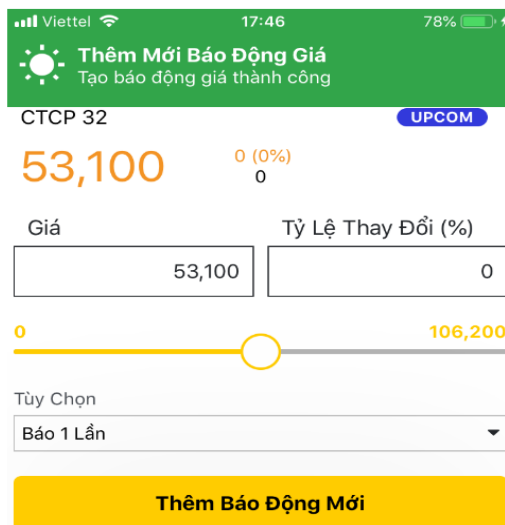 Viettel 17:46 78%
Thêm Mới Báo Động Giá
Tạo báo động giá thành công
CTCP 32 UPCOM
53,100 0 (0%)
0
Giá Tỷ Lệ Thay Đổi (%)
53,100 0
0 106,200
Tùy Chọn
Báo 1 Lần
Thêm Báo Động Mới